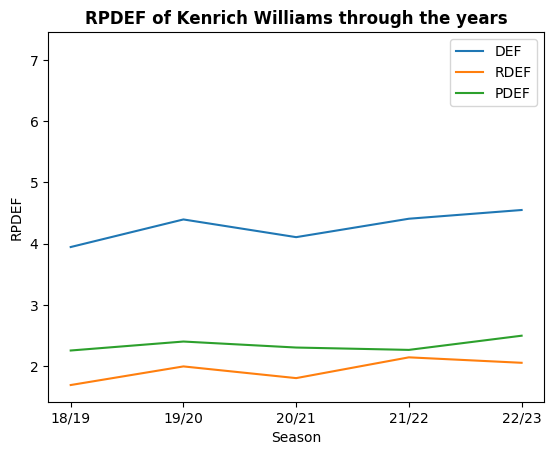 RPDEF of Kenrich Williams through the years
DEF
RDEF
PDEF
7
6
5
4
3
2
RPDEF
18/19 19/20 20/21 21/22 22/23
Season